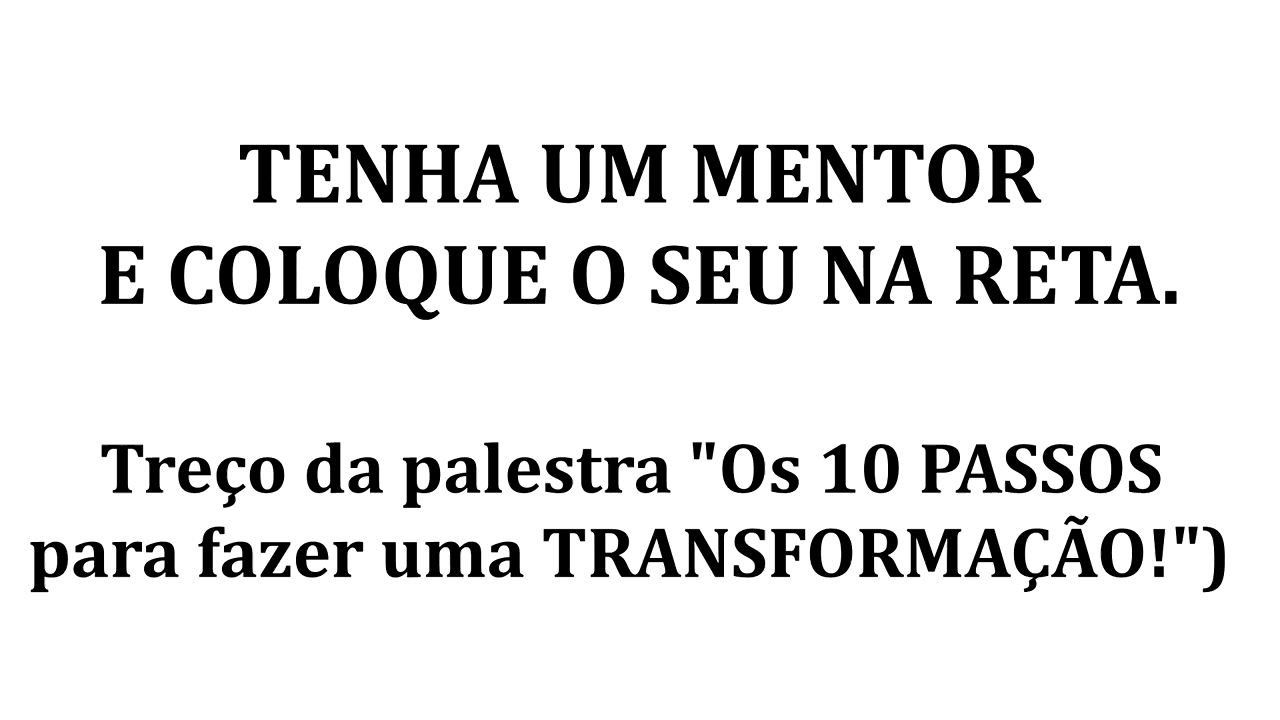 TENHA UM MENTOR
E COLOQUE O SEU NA RETA.
Treço da palestra "Os 10 PASSOS
para fazer uma TRANSFORMAÇÃO!")